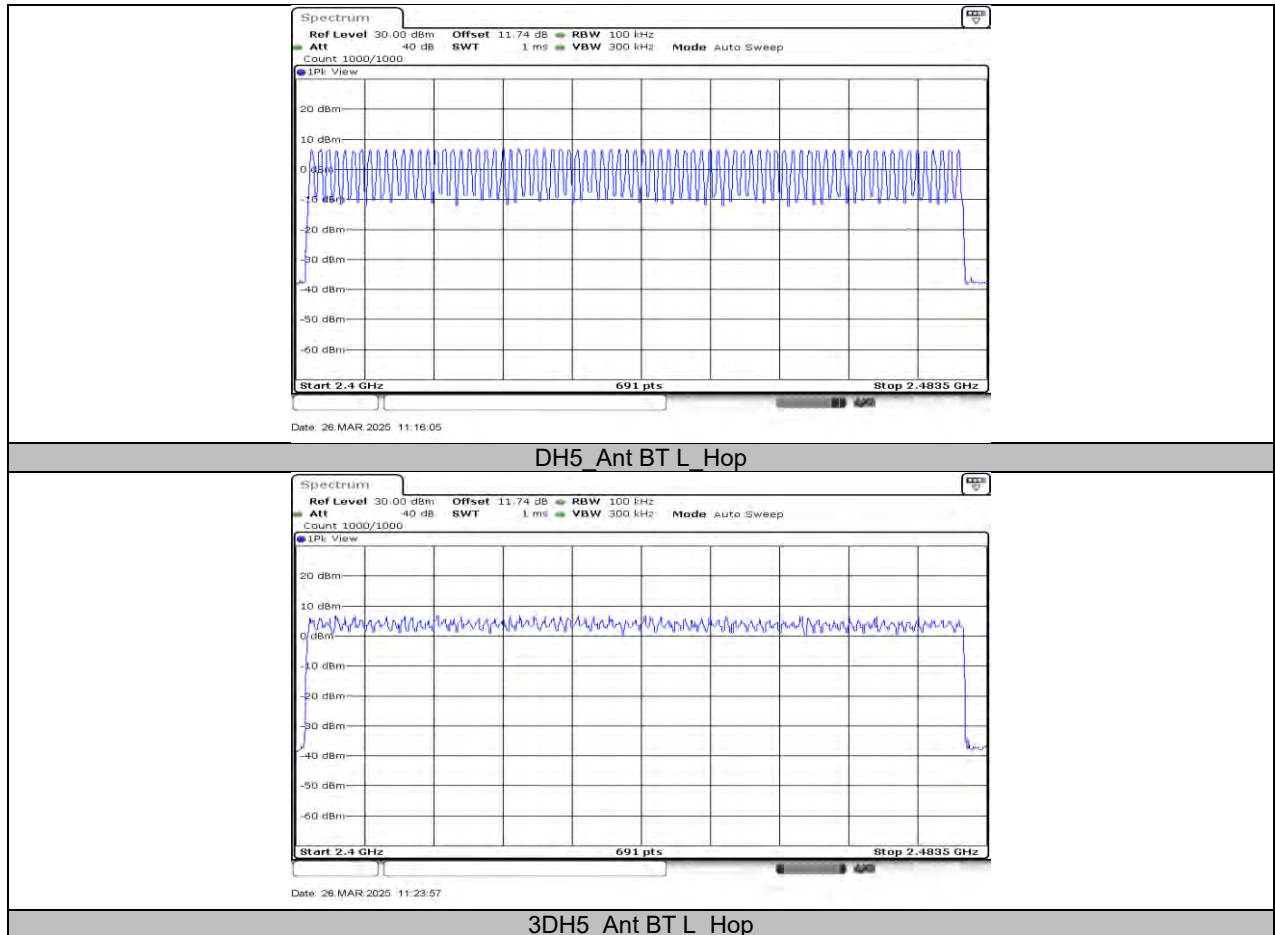 Spectrum
Ref Level 30.00 dBm Offset 11.74 dB RBW 100 kHz
Att 40 dB SWT 1 ms VBW 300 kHz Mode Auto Sweep
Count 1000/1000
1Pk View
20 dBm
10 dBm
0 dBm
-10 dBm
-20 dBm
-30 dBm
-40 dBm
-50 dBm
-60 dBm
Start 2.4 GHz 691 pts Stop 2.4835 GHz
Date: 26.MAR.2025 11:16:05
DH5_Ant BT L_Hop
Spectrum
Ref Level 30.00 dBm Offset 11.74 dB RBW 100 kHz
Att 40 dB SWT 1 ms VBW 300 kHz Mode Auto Sweep
Count 1000/1000
1Pk View
20 dBm
10 dBm
0 dBm
-10 dBm
-20 dBm
-30 dBm
-40 dBm
-50 dBm
-60 dBm
Start 2.4 GHz 691 pts Stop 2.4835 GHz
Date: 26.MAR.2025 11:23:57
3DH5_Ant BT L_Hop